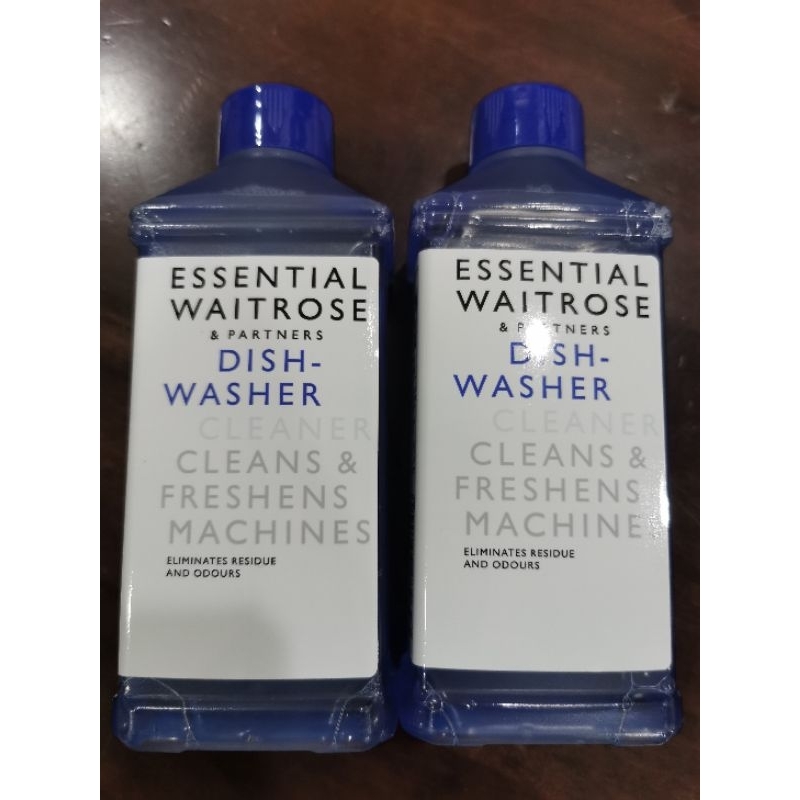 ESSENTIAL
WAITROSE
& PARTNERS
DISH-
WASHER
CLEANER
CLEANS &
FRESHENS
MACHINES
ELIMINATES RESIDUE
AND ODOURS
ESSENTIAL
WAITROSE
& PARTNERS
DISH-
WASHER
CLEANER
CLEANS &
FRESHENS
MACHINE
ELIMINATES RESIDUE
AND ODOURS